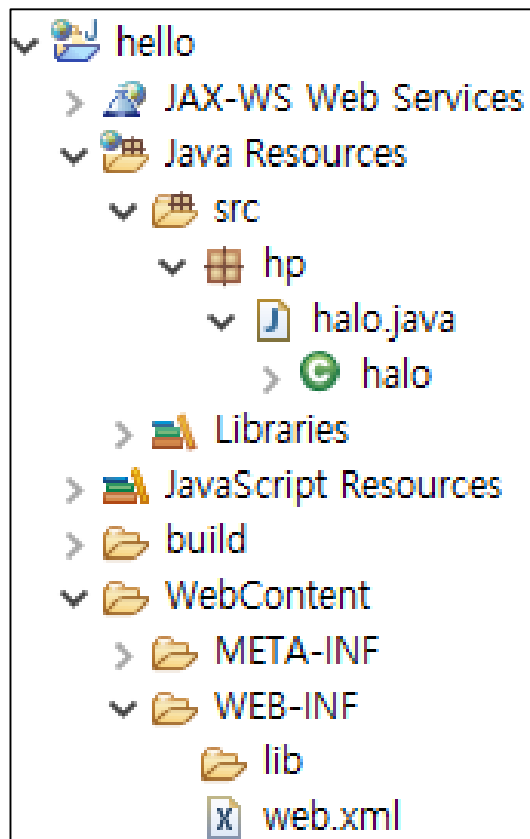 hello
JAX-WS Web Services
Java Resources
src
hp
halo.java
halo
Libraries
JavaScript Resources
build
WebContent
META-INF
WEB-INF
lib
web.xml